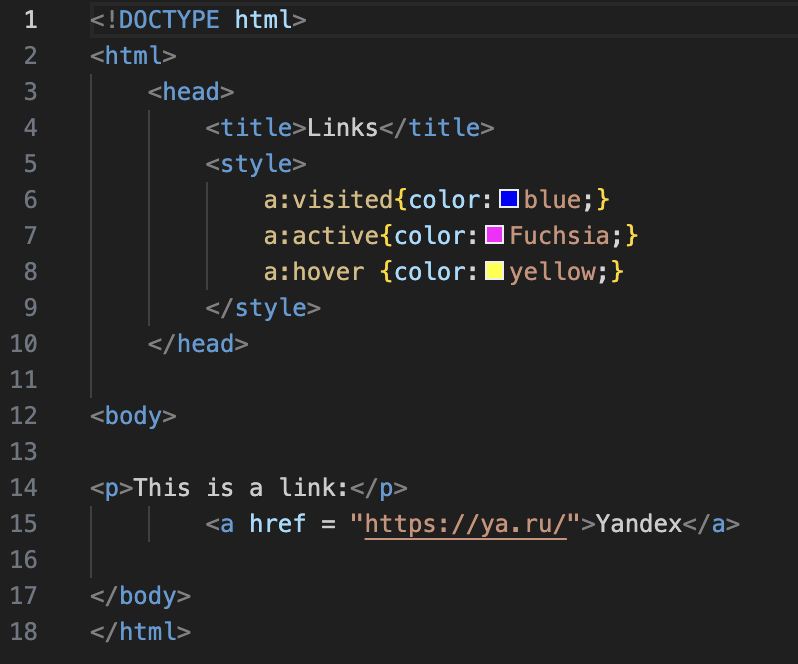 1 <!DOCTYPE html>
2 <html>
3     <head>
4         <title>Links</title>
5         <style>
6             a:visited{color:blue;}
7             a:active{color:Fuchsia;}
8             a:hover {color:yellow;}
9         </style>
10     </head>
11
12 <body>
13
14 <p>This is a link:</p>
15         <a href = "https://ya.ru/">Yandex</a>
16
17 </body>
18 </html>